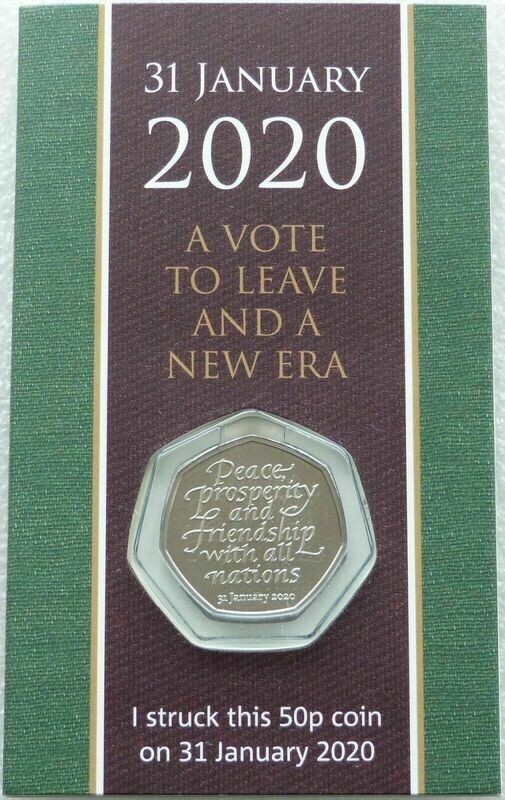 31 JANUARY
2020
A VOTE
TO LEAVE
AND A
NEW ERA
Peace,
prosperity
and
friendship
with all
nations
31 January 2020
I struck this 50p coin
on 31 January 2020